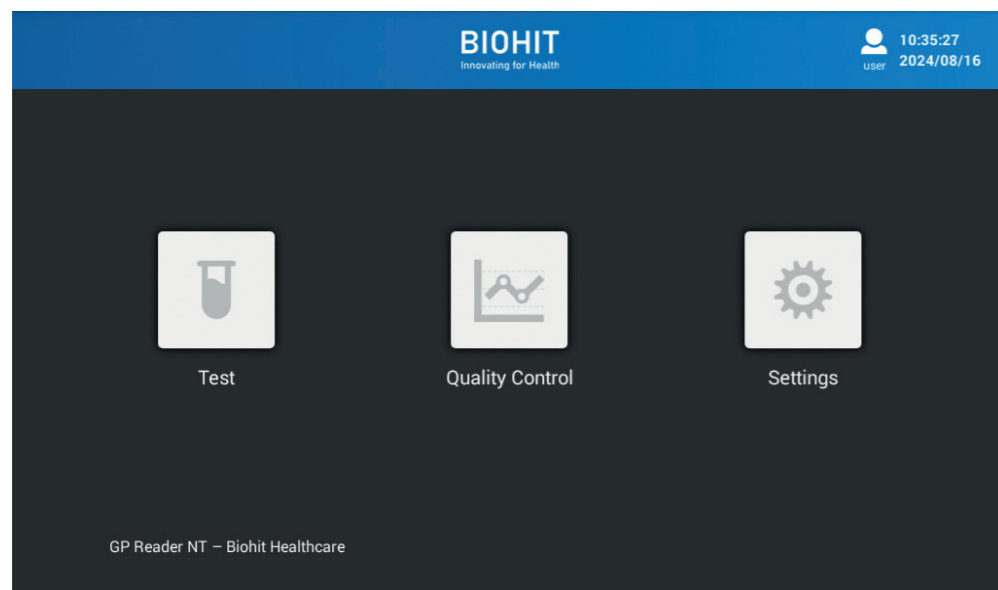 BIOHIT
Innovating for Health
user
10:35:27
2024/08/16
Test
Quality Control
Settings
GP Reader NT – Biohit Healthcare